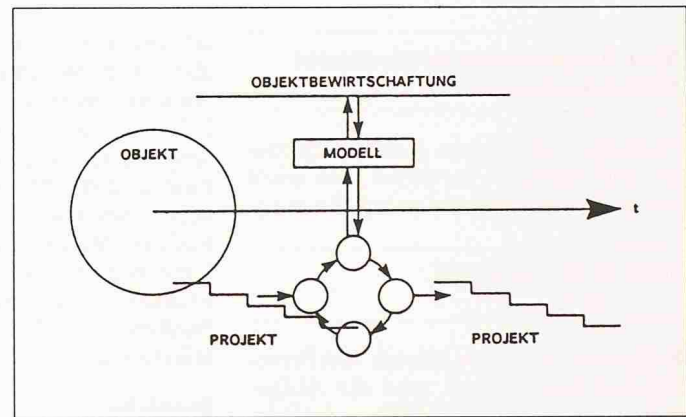 OBJEKTBEWIRTSCHAFTUNG
OBJEKT
MODELL
t
PROJEKT
PROJEKT